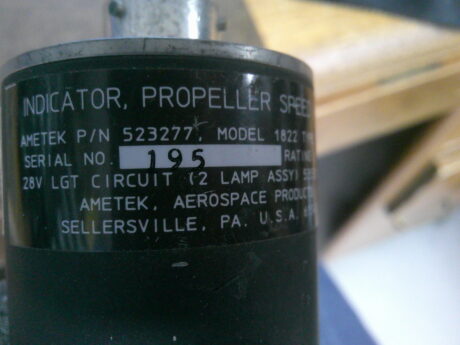 INDICATOR, PROPELLER SPEED
AMETEK P/N 523277, MODEL 1822
SERIAL NO. 195 RATING
28V LGT CIRCUIT (2 LAMP ASSY)
AMETEK, AEROSPACE PRODUC
SELLERSVILLE, PA. U.S.A.